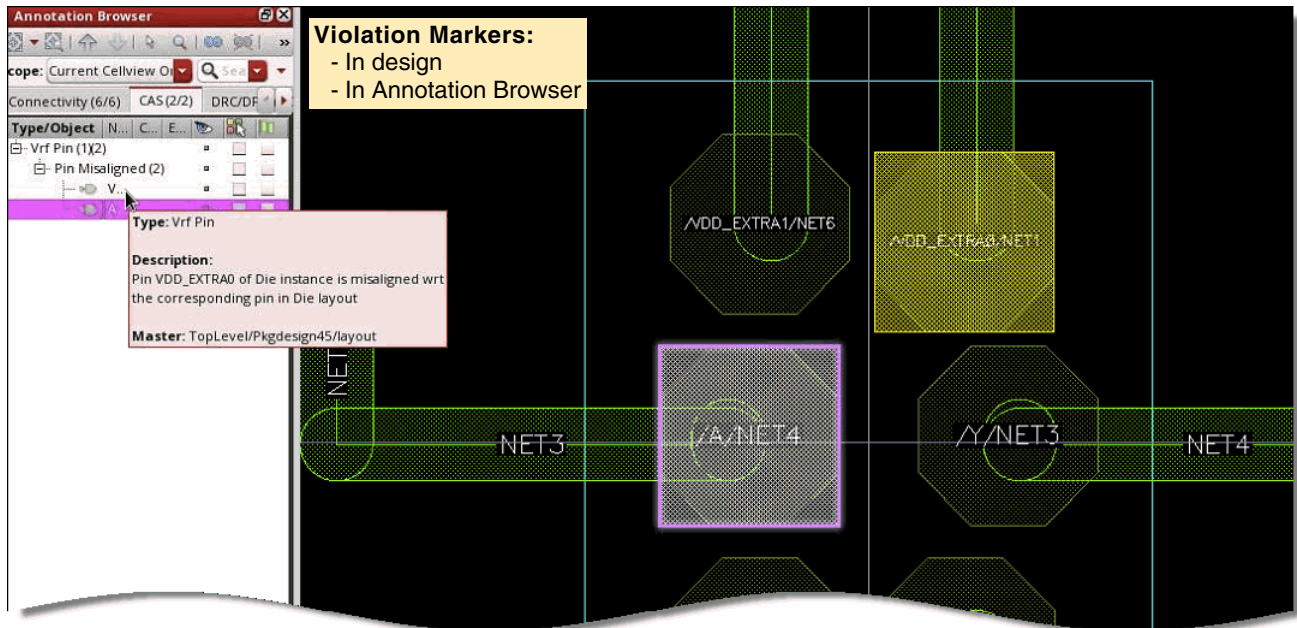 Annotation Browser
»
cope: Current Cellview Or
Sea
Connectivity (6/6) CAS (2/2) DRC/DF
Type/Object N... C... E...
Vrf Pin (1)(2)
Pin Misaligned (2)
V...
A
Type: Vrf Pin
Description:
Pin VDD_EXTRA0 of Die instance is misaligned wrt
the corresponding pin in Die layout
Master: TopLevel/Pkgdesign45/layout
Violation Markers:
- In design
- In Annotation Browser
/VDD_EXTRA1/NET6
/VDD_EXTRA0/NET1
NET
NET3
/A/NET4
/Y/NET3
NET4